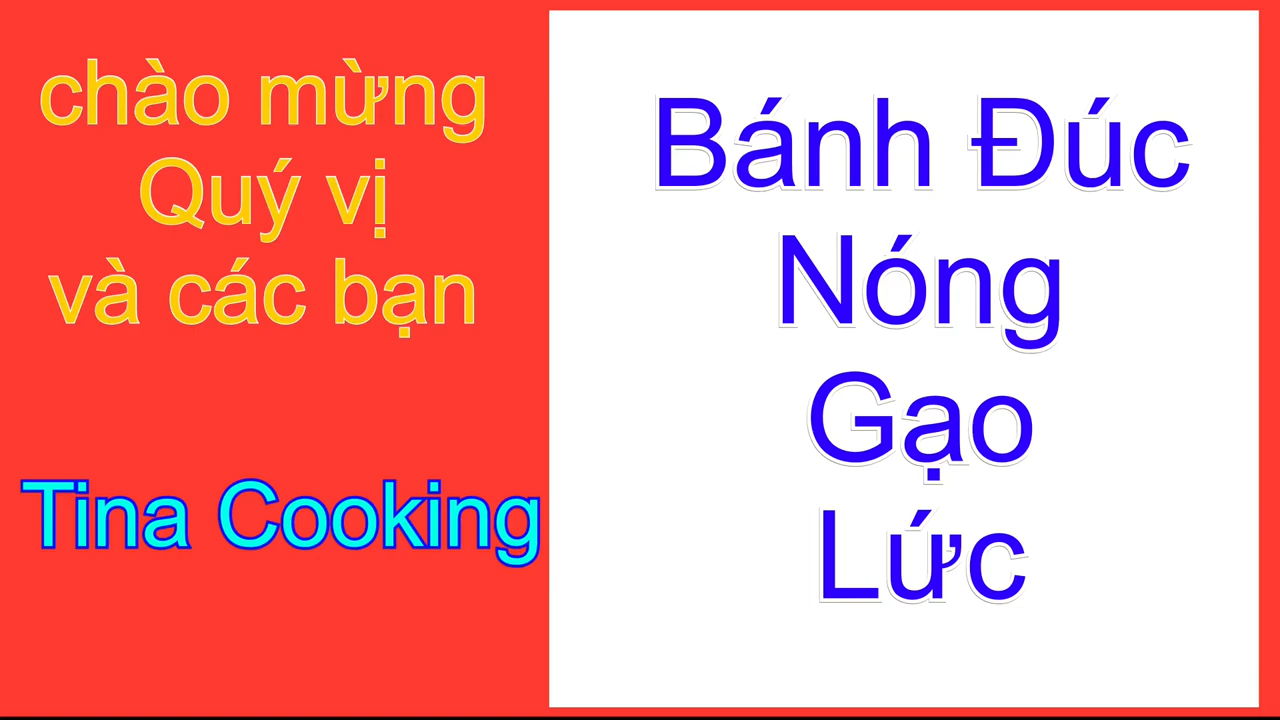 chào mừng
Quý vị
và các bạn
Tina Cooking
Bánh Đúc
Nóng
Gạo
Lức